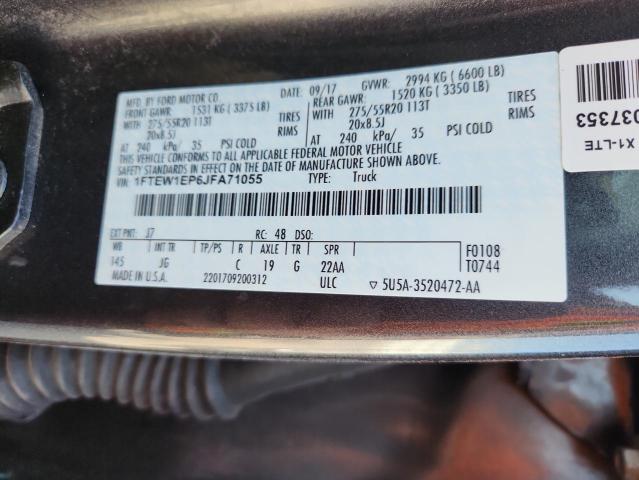 MFD. BY FORD MOTOR CO.
DATE: 09/17 GVWR: 2994 KG ( 6600 LB)
FRONT GAWR: 1531 KG ( 3375 LB) REAR GAWR: 1520 KG ( 3350 LB)
WITH 275/55R20 113T TIRES WITH 275/55R20 113T TIRES
20x8.5J RIMS 20x8.5J RIMS
AT 240 kPa/ 35 PSI COLD AT 240 kPa/ 35 PSI COLD
THIS VEHICLE CONFORMS TO ALL APPLICABLE FEDERAL MOTOR VEHICLE
SAFETY STANDARDS IN EFFECT ON THE DATE OF MANUFACTURE SHOWN ABOVE.
VIN: 1FTEW1EP6JFA71055 TYPE: Truck
EXT PNT: J7 RC: 48 DSO:
WB INT TR TP/PS R AXLE TR SPR F0108
145 JG C 19 G 22AA T0744
MADE IN U.S.A. 2201709200312 ULC ▽ 5U5A-3520472-AA
037353
X1-LTE